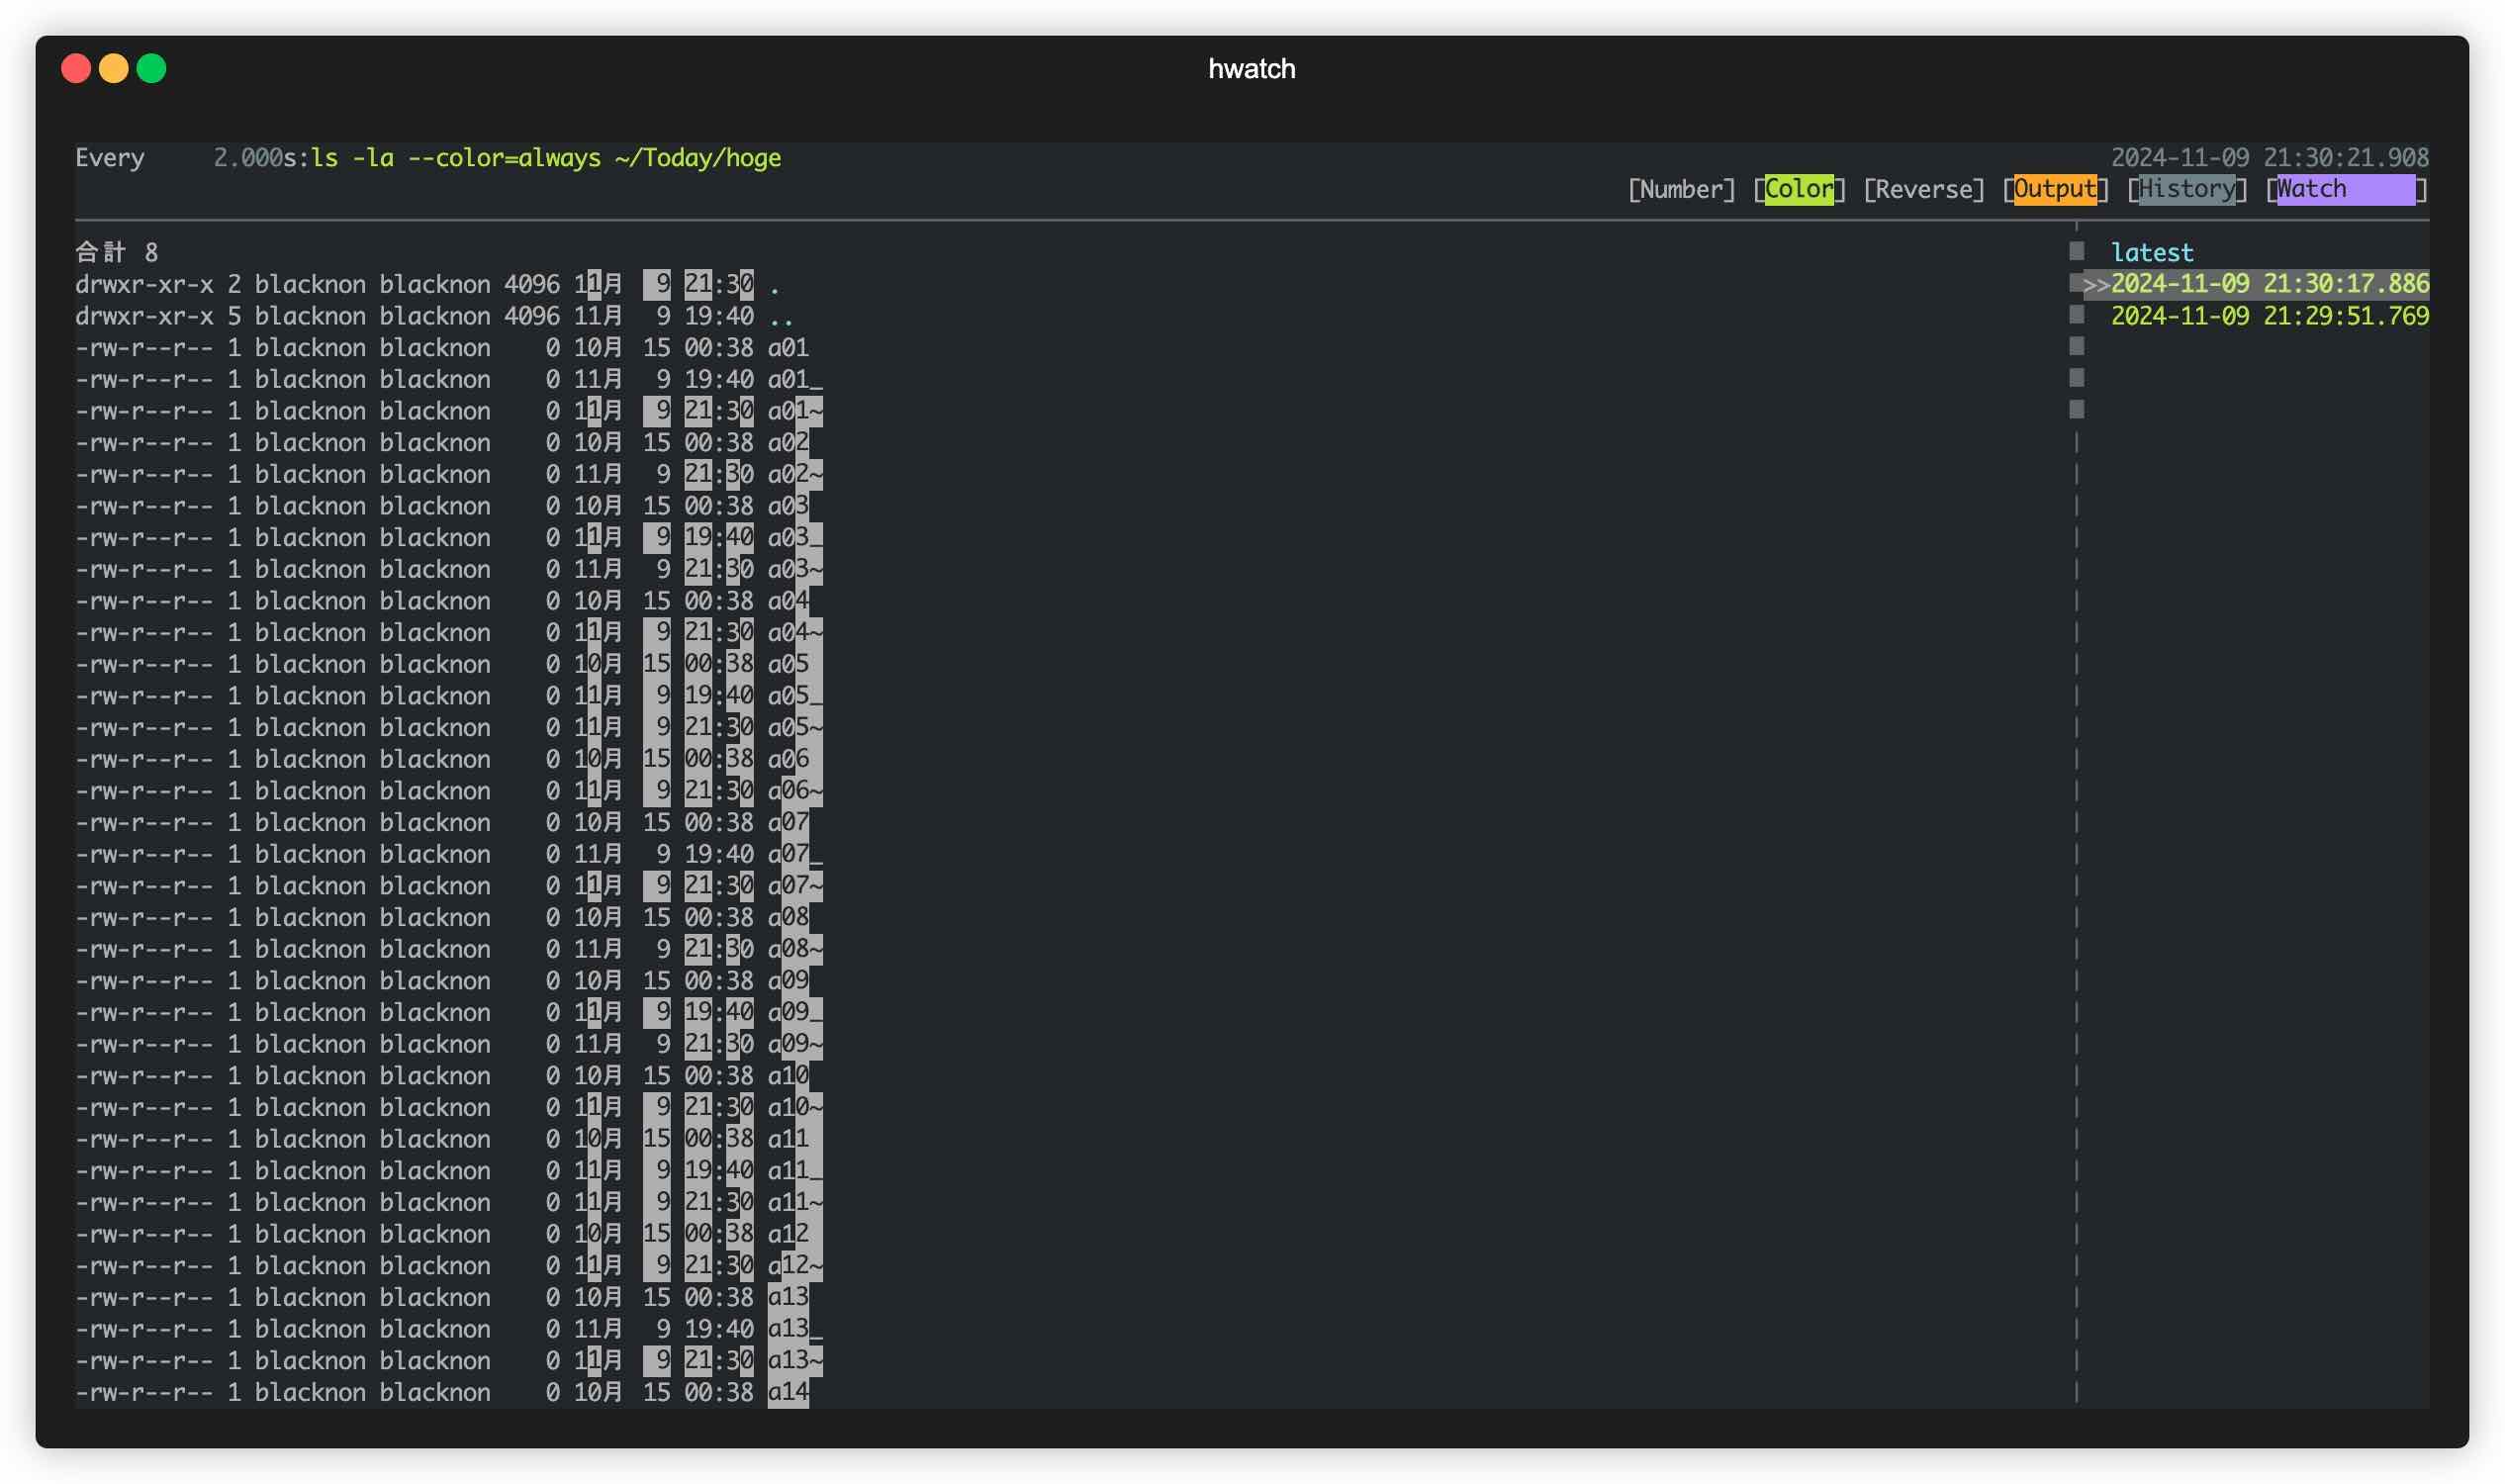 hwatch
Every     2.000s:ls -la --color=always ~/Today/hoge 2024-11-09 21:30:21.908
[Number] [Color] [Reverse] [Output] [History] [Watch     ]
合計 8 latest
drwxr-xr-x 2 blacknon blacknon 4096 11月  9 21:30 . >>2024-11-09 21:30:17.886
drwxr-xr-x 5 blacknon blacknon 4096 11月  9 19:40 .. 2024-11-09 21:29:51.769
-rw-r--r-- 1 blacknon blacknon    0 10月 15 00:38 a01
-rw-r--r-- 1 blacknon blacknon    0 11月  9 19:40 a01_
-rw-r--r-- 1 blacknon blacknon    0 11月  9 21:30 a01~
-rw-r--r-- 1 blacknon blacknon    0 10月 15 00:38 a02
-rw-r--r-- 1 blacknon blacknon    0 11月  9 21:30 a02~
-rw-r--r-- 1 blacknon blacknon    0 10月 15 00:38 a03
-rw-r--r-- 1 blacknon blacknon    0 11月  9 19:40 a03_
-rw-r--r-- 1 blacknon blacknon    0 11月  9 21:30 a03~
-rw-r--r-- 1 blacknon blacknon    0 10月 15 00:38 a04
-rw-r--r-- 1 blacknon blacknon    0 11月  9 21:30 a04~
-rw-r--r-- 1 blacknon blacknon    0 10月 15 00:38 a05
-rw-r--r-- 1 blacknon blacknon    0 11月  9 19:40 a05_
-rw-r--r-- 1 blacknon blacknon    0 11月  9 21:30 a05~
-rw-r--r-- 1 blacknon blacknon    0 10月 15 00:38 a06
-rw-r--r-- 1 blacknon blacknon    0 11月  9 21:30 a06~
-rw-r--r-- 1 blacknon blacknon    0 10月 15 00:38 a07
-rw-r--r-- 1 blacknon blacknon    0 11月  9 19:40 a07_
-rw-r--r-- 1 blacknon blacknon    0 11月  9 21:30 a07~
-rw-r--r-- 1 blacknon blacknon    0 10月 15 00:38 a08
-rw-r--r-- 1 blacknon blacknon    0 11月  9 21:30 a08~
-rw-r--r-- 1 blacknon blacknon    0 10月 15 00:38 a09
-rw-r--r-- 1 blacknon blacknon    0 11月  9 19:40 a09_
-rw-r--r-- 1 blacknon blacknon    0 11月  9 21:30 a09~
-rw-r--r-- 1 blacknon blacknon    0 10月 15 00:38 a10
-rw-r--r-- 1 blacknon blacknon    0 11月  9 21:30 a10~
-rw-r--r-- 1 blacknon blacknon    0 10月 15 00:38 a11
-rw-r--r-- 1 blacknon blacknon    0 11月  9 19:40 a11_
-rw-r--r-- 1 blacknon blacknon    0 11月  9 21:30 a11~
-rw-r--r-- 1 blacknon blacknon    0 10月 15 00:38 a12
-rw-r--r-- 1 blacknon blacknon    0 11月  9 21:30 a12~
-rw-r--r-- 1 blacknon blacknon    0 10月 15 00:38 a13
-rw-r--r-- 1 blacknon blacknon    0 11月  9 19:40 a13_
-rw-r--r-- 1 blacknon blacknon    0 11月  9 21:30 a13~
-rw-r--r-- 1 blacknon blacknon    0 10月 15 00:38 a14